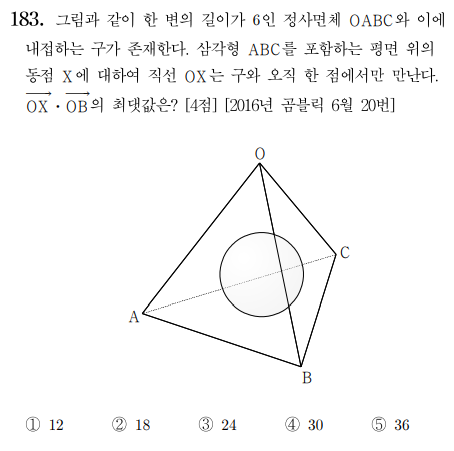 183. 그림과 같이 한 변의 길이가 6인 정사면체 OABC와 이에
내접하는 구가 존재한다. 삼각형 ABC를 포함하는 평면 위의
동점 X에 대하여 직선 OX는 구와 오직 한 점에서만 만난다.
$\overrightarrow{OX} \cdot \overrightarrow{OB}$의 최댓값은? [4점] [2016년 곰블릭 6월 20번]
O
C
A
B
① 12 ② 18 ③ 24 ④ 30 ⑤ 36